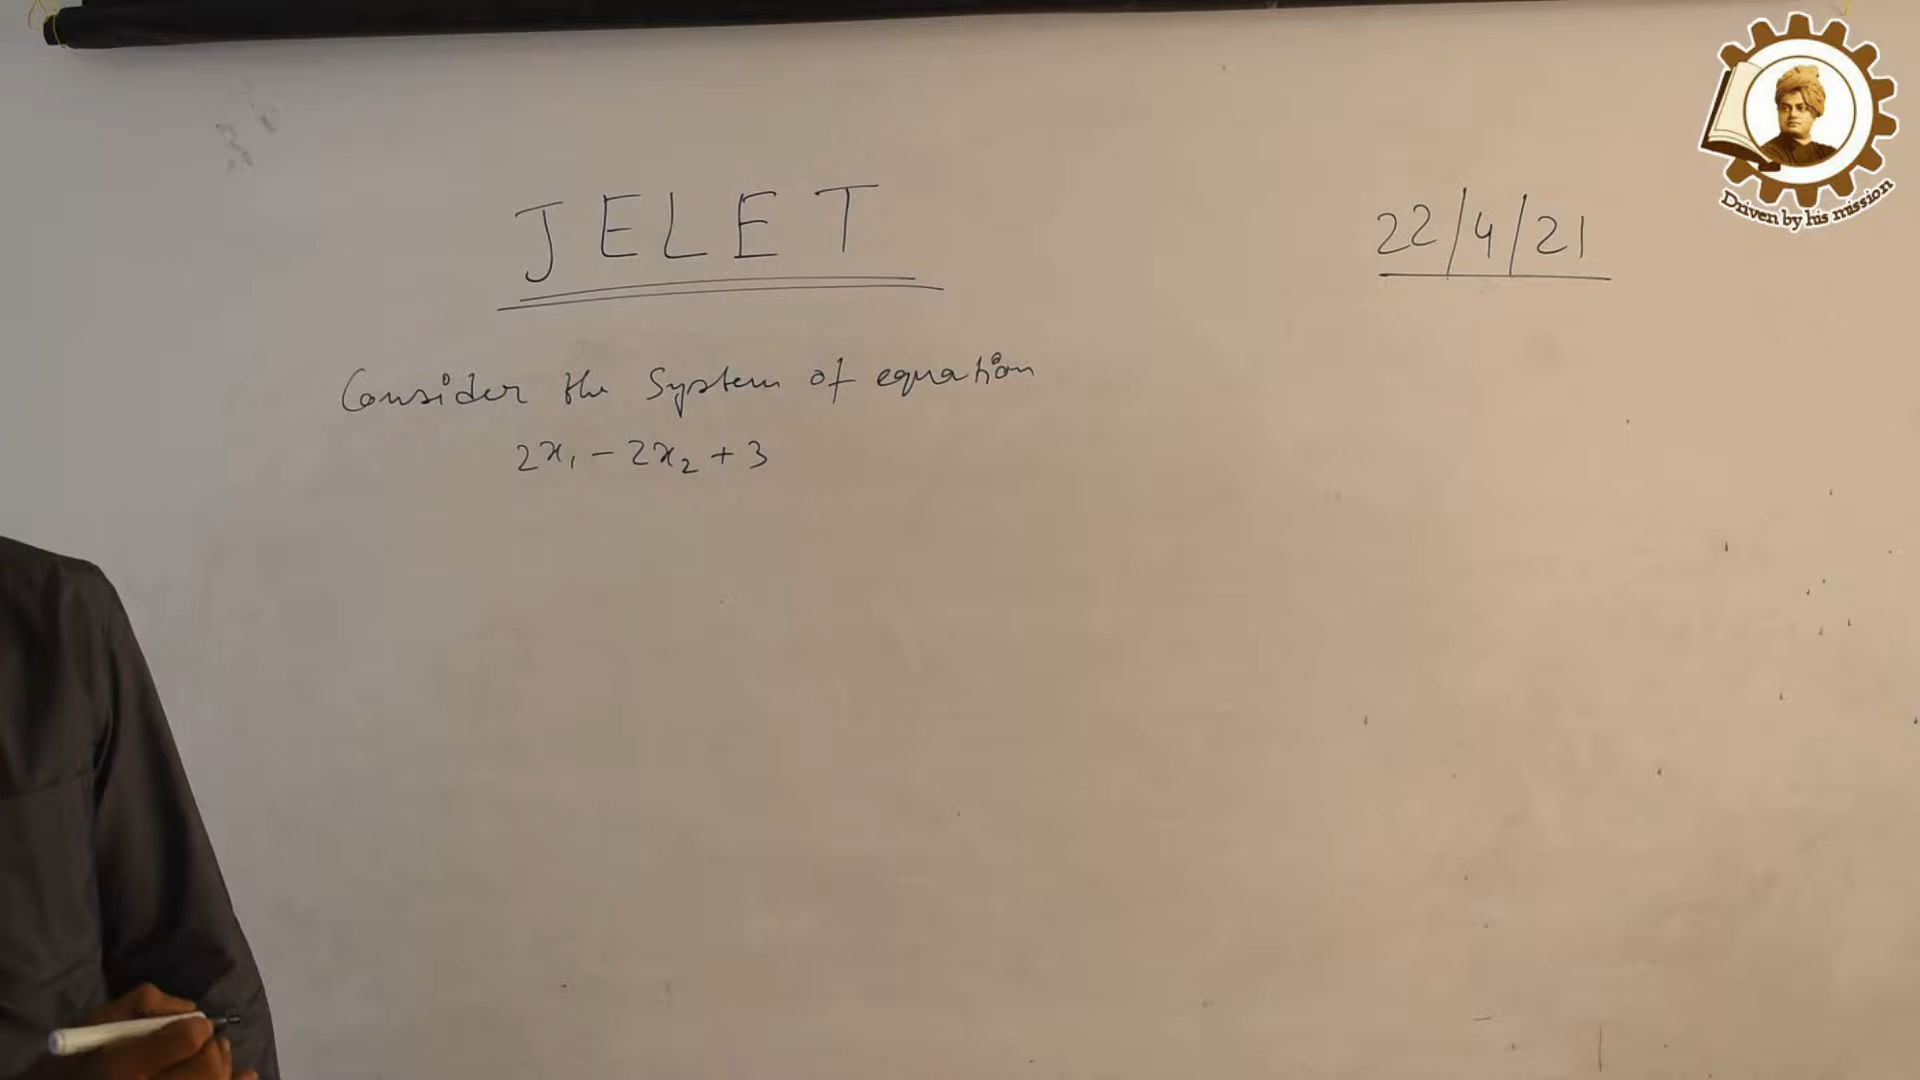 JELET
22/4/21
Driven by his mission
Consider the System of equation
2x₁ - 2x₂ + 3